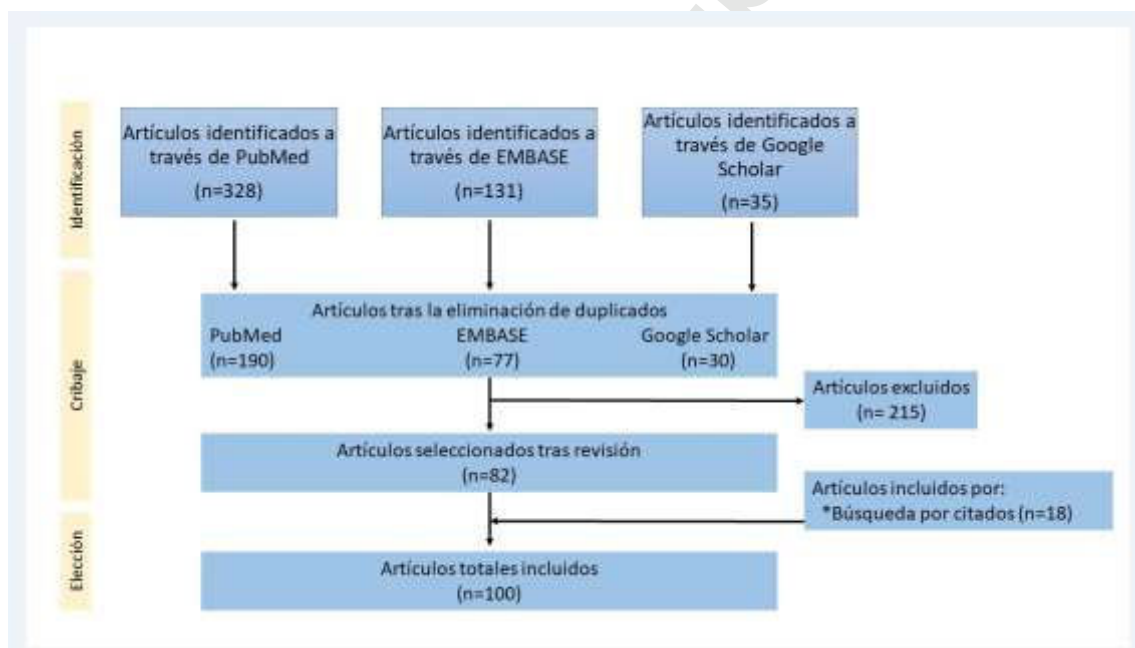 Identificación
Artículos identificados a
través de PubMed
(n=328)
Artículos identificados a
través de EMBASE
(n=131)
Artículos identificados a
través de Google
Scholar
(n=35)
Cribaje
Artículos tras la eliminación de duplicados
PubMed
(n=190)
EMBASE
(n=77)
Google Scholar
(n=30)
Artículos excluidos
(n= 215)
Artículos seleccionados tras revisión
(n=82)
Artículos incluidos por:
*Búsqueda por citados (n=18)
Elección
Artículos totales incluidos
(n=100)